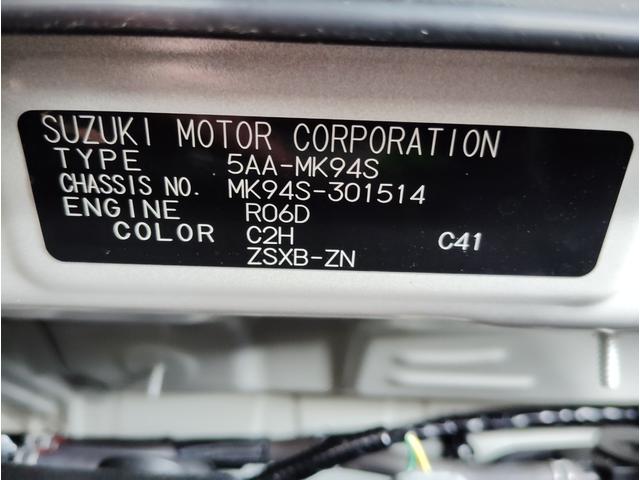 SUZUKI MOTOR CORPORATION
TYPE 5AA-MK94S
CHASSIS NO. MK94S-301514
ENGINE R06D
COLOR C2H C41
ZSXB-ZN